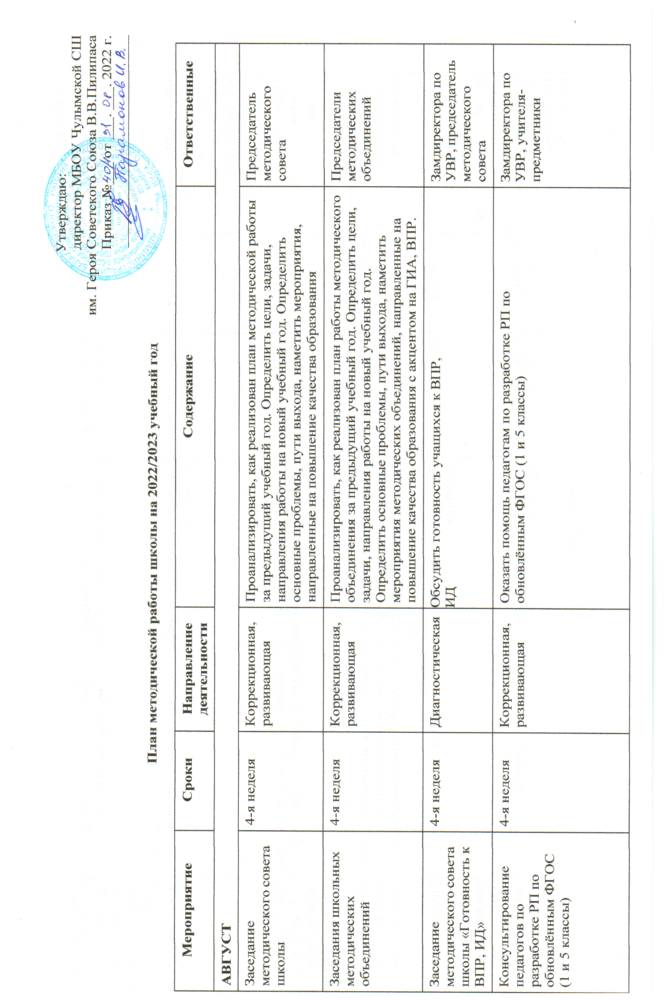 Утверждаю:
директор МБОУ Чулымской СШ
им. Героя Советского Союза В.В.Пилипаса
Приказ № от . 08 . 2022 г.
Парамонов И. В.
План методической работы школы на 2022/2023 учебный год
Мероприятие
Сроки
Направление
деятельности
Содержание
Ответственные
АВГУСТ
Заседание
методического совета
школы
4-я неделя
Коррекционная,
развивающая
Проанализировать, как реализован план методической работы
за предыдущий учебный год. Определить цели, задачи,
направления работы на новый учебный год. Определить
основные проблемы, пути выхода, наметить мероприятия,
направленные на повышение качества образования
Председатель
методического
совета
Заседания школьных
методических
объединений
4-я неделя
Коррекционная,
развивающая
Проанализировать, как реализован план работы методического
объединения за предыдущий учебный год. Определить цели,
задачи, направления работы на новый учебный год.
Определить основные проблемы, пути выхода, наметить
мероприятия методических объединений, направленные на
повышение качества образования с акцентом на ГИА, ВПР.
Председатели
методических
объединений
Заседание
методического совета
школы «Готовность к
ВПР, ИД»
4-я неделя
Диагностическая
Обсудить готовность учащихся к ВПР,
ИД
Замдиректора по
УВР, председатель
методического
совета
Консультирование
педагогов по
разработке РП по
обновлённым ФГОС
(1 и 5 классы)
4-я неделя
Коррекционная,
развивающая
Оказать помощь педагогам по разработке РП по
обновлённым ФГОС (1 и 5 классы)
Замдиректора по
УВР, учителя-
предметники